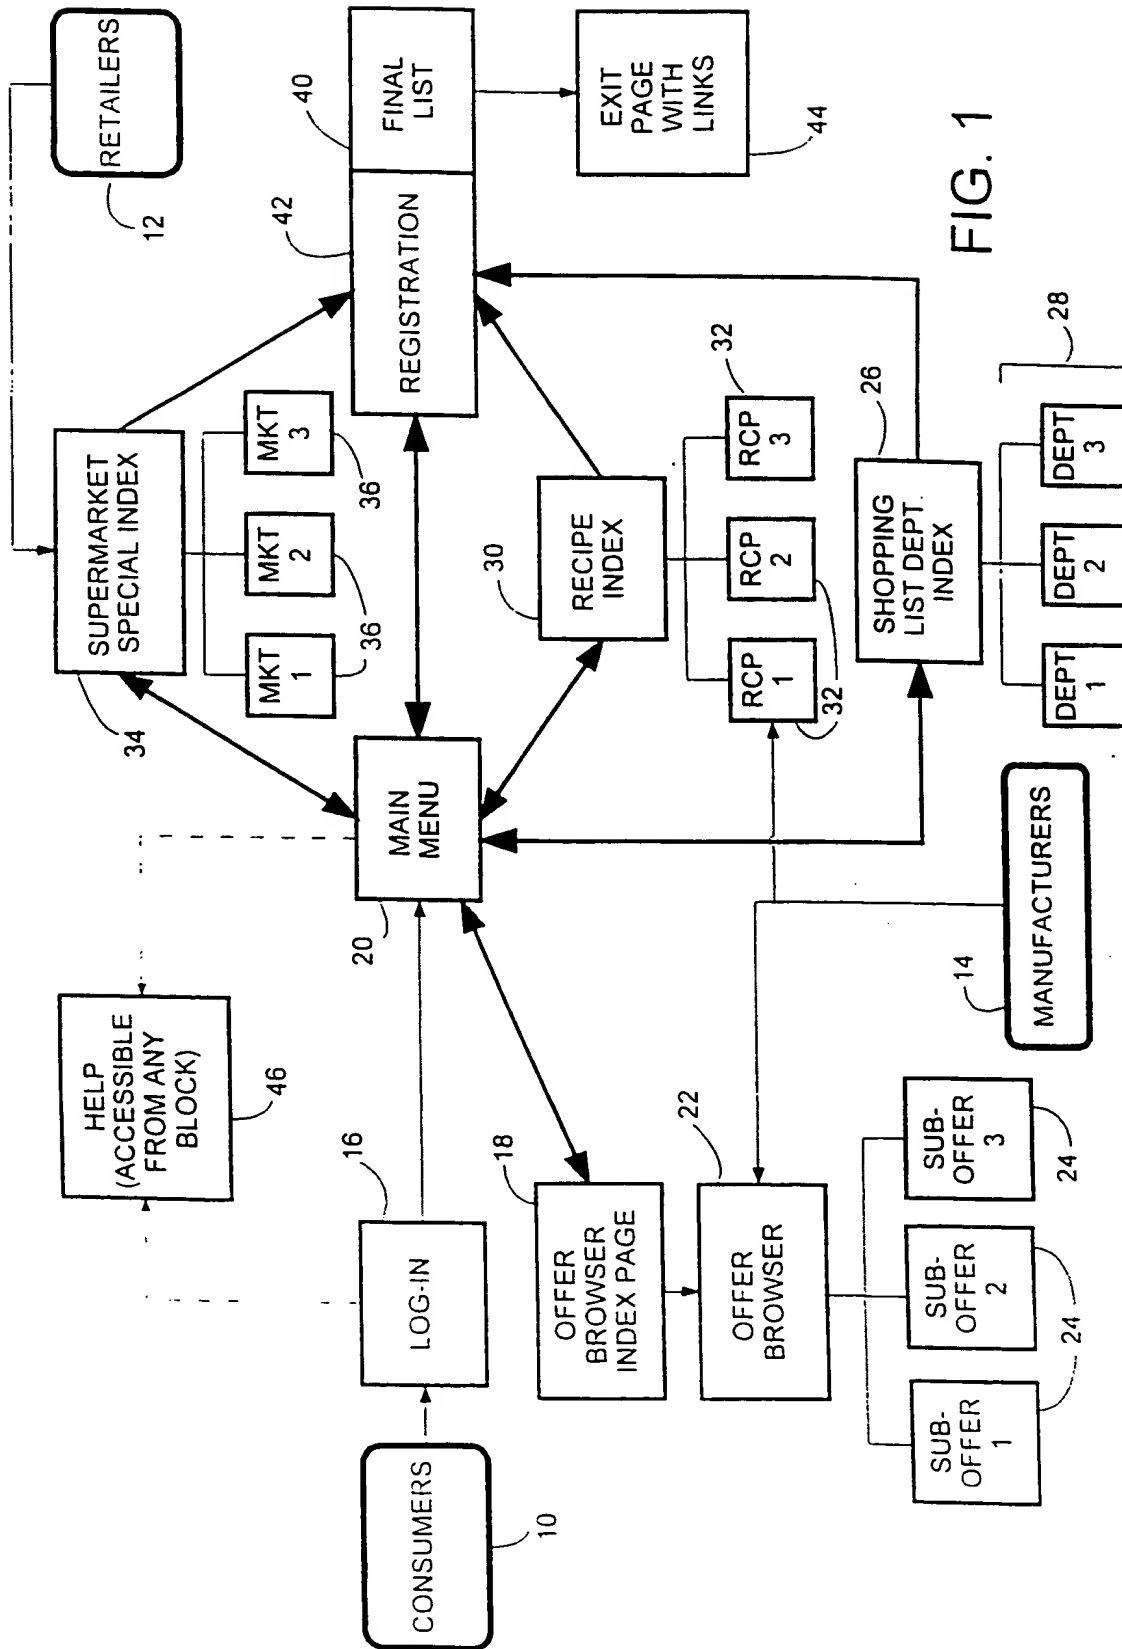 RETAILERS
12
SUPERMARKET
SPECIAL INDEX
34
MKT
1
MKT
2
MKT
3
36
36
HELP
(ACCESSIBLE
FROM ANY
BLOCK)
46
CONSUMERS
10
LOG-IN
16
MAIN
MENU
20
REGISTRATION
42
FINAL
LIST
40
EXIT
PAGE
WITH
LINKS
44
OFFER
BROWSER
INDEX PAGE
18
RECIPE
INDEX
30
OFFER
BROWSER
22
RCP
1
RCP
2
RCP
3
32
32
SHOPPING
LIST DEPT.
INDEX
26
SUB-
OFFER
1
SUB-
OFFER
2
SUB-
OFFER
3
24
24
MANUFACTURERS
14
DEPT
1
DEPT
2
DEPT
3
28
FIG. 1